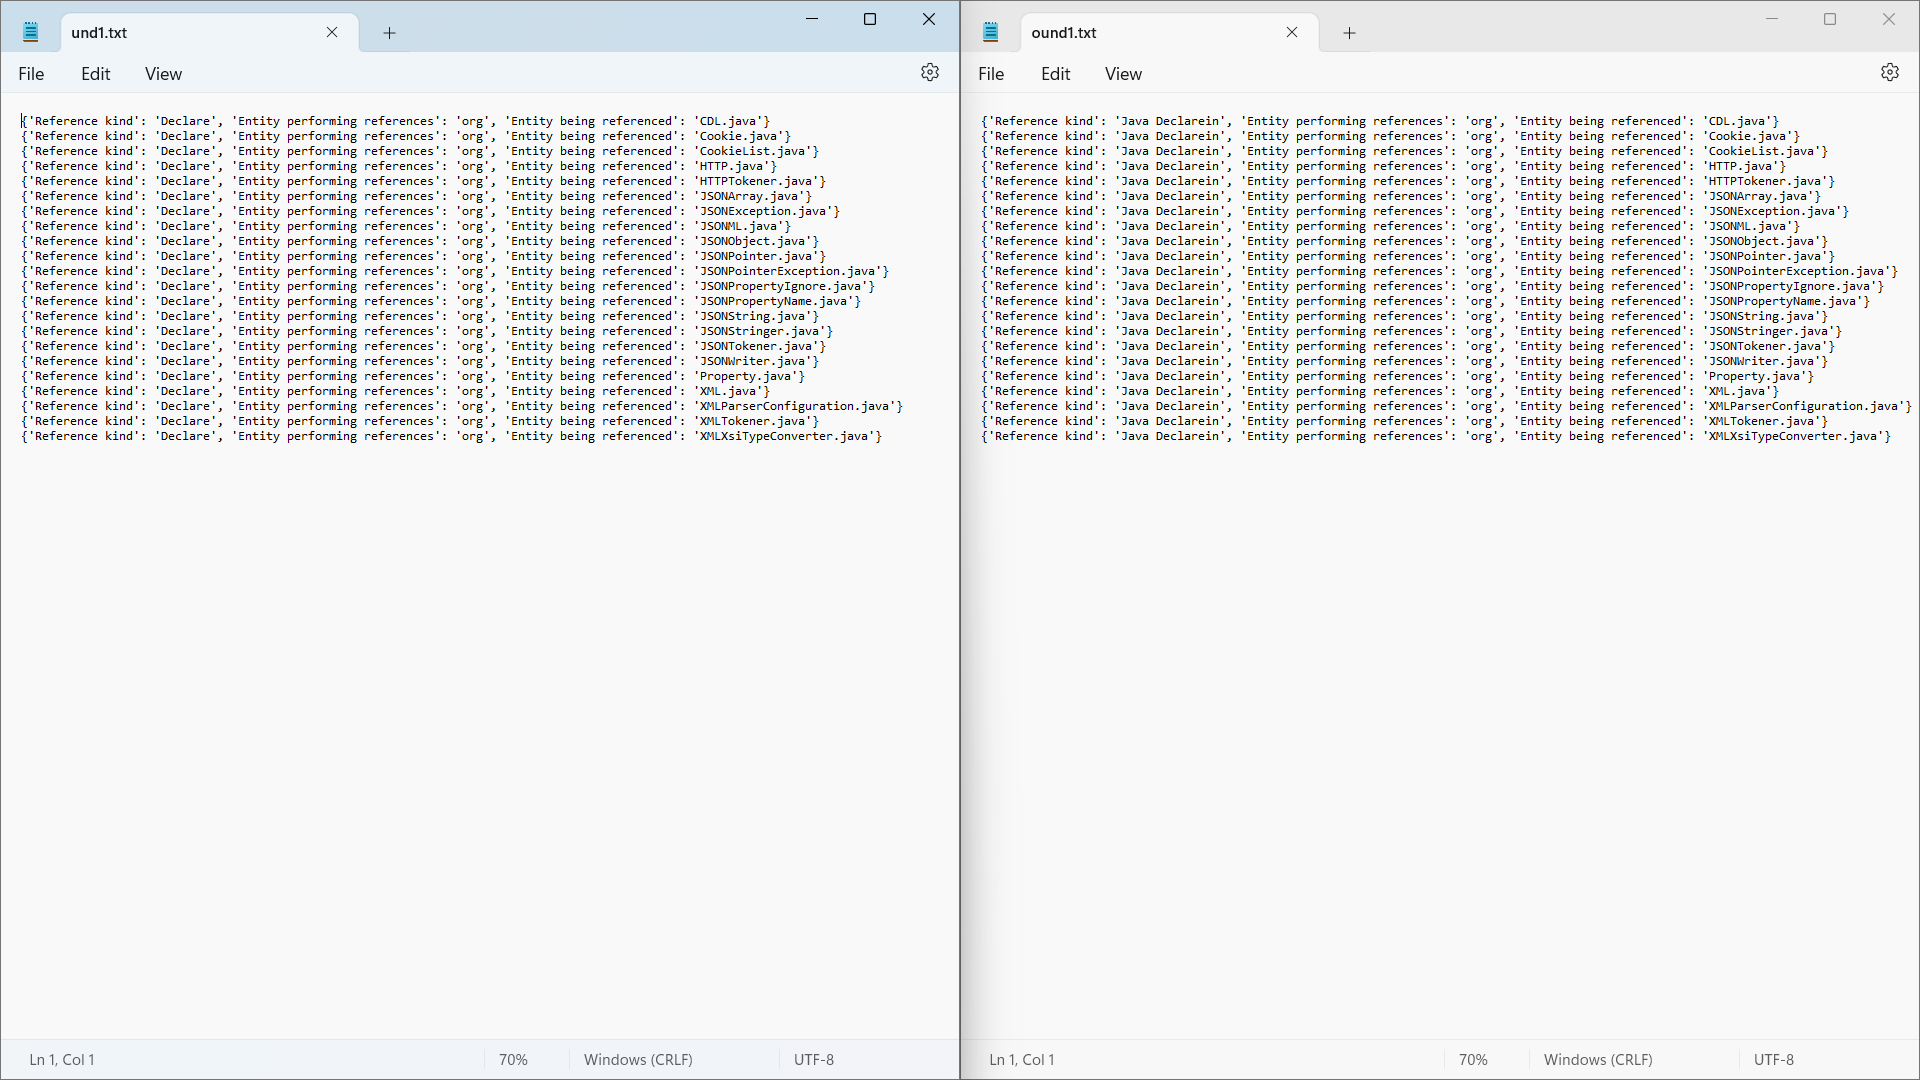 und1.txt
File Edit View
{'Reference kind': 'Declare', 'Entity performing references': 'org', 'Entity being referenced': 'CDL.java'}
{'Reference kind': 'Declare', 'Entity performing references': 'org', 'Entity being referenced': 'Cookie.java'}
{'Reference kind': 'Declare', 'Entity performing references': 'org', 'Entity being referenced': 'CookieList.java'}
{'Reference kind': 'Declare', 'Entity performing references': 'org', 'Entity being referenced': 'HTTP.java'}
{'Reference kind': 'Declare', 'Entity performing references': 'org', 'Entity being referenced': 'HTTPTokener.java'}
{'Reference kind': 'Declare', 'Entity performing references': 'org', 'Entity being referenced': 'JSONArray.java'}
{'Reference kind': 'Declare', 'Entity performing references': 'org', 'Entity being referenced': 'JSONException.java'}
{'Reference kind': 'Declare', 'Entity performing references': 'org', 'Entity being referenced': 'JSONML.java'}
{'Reference kind': 'Declare', 'Entity performing references': 'org', 'Entity being referenced': 'JSONObject.java'}
{'Reference kind': 'Declare', 'Entity performing references': 'org', 'Entity being referenced': 'JSONPointer.java'}
{'Reference kind': 'Declare', 'Entity performing references': 'org', 'Entity being referenced': 'JSONPointerException.java'}
{'Reference kind': 'Declare', 'Entity performing references': 'org', 'Entity being referenced': 'JSONPropertyIgnore.java'}
{'Reference kind': 'Declare', 'Entity performing references': 'org', 'Entity being referenced': 'JSONPropertyName.java'}
{'Reference kind': 'Declare', 'Entity performing references': 'org', 'Entity being referenced': 'JSONString.java'}
{'Reference kind': 'Declare', 'Entity performing references': 'org', 'Entity being referenced': 'JSONStringer.java'}
{'Reference kind': 'Declare', 'Entity performing references': 'org', 'Entity being referenced': 'JSONTokener.java'}
{'Reference kind': 'Declare', 'Entity performing references': 'org', 'Entity being referenced': 'JSONWriter.java'}
{'Reference kind': 'Declare', 'Entity performing references': 'org', 'Entity being referenced': 'Property.java'}
{'Reference kind': 'Declare', 'Entity performing references': 'org', 'Entity being referenced': 'XML.java'}
{'Reference kind': 'Declare', 'Entity performing references': 'org', 'Entity being referenced': 'XMLParserConfiguration.java'}
{'Reference kind': 'Declare', 'Entity performing references': 'org', 'Entity being referenced': 'XMLTokener.java'}
{'Reference kind': 'Declare', 'Entity performing references': 'org', 'Entity being referenced': 'XMLXsiTypeConverter.java'}
Ln 1, Col 1 70% Windows (CRLF) UTF-8
ound1.txt
File Edit View
{'Reference kind': 'Java Declarein', 'Entity performing references': 'org', 'Entity being referenced': 'CDL.java'}
{'Reference kind': 'Java Declarein', 'Entity performing references': 'org', 'Entity being referenced': 'Cookie.java'}
{'Reference kind': 'Java Declarein', 'Entity performing references': 'org', 'Entity being referenced': 'CookieList.java'}
{'Reference kind': 'Java Declarein', 'Entity performing references': 'org', 'Entity being referenced': 'HTTP.java'}
{'Reference kind': 'Java Declarein', 'Entity performing references': 'org', 'Entity being referenced': 'HTTPTokener.java'}
{'Reference kind': 'Java Declarein', 'Entity performing references': 'org', 'Entity being referenced': 'JSONArray.java'}
{'Reference kind': 'Java Declarein', 'Entity performing references': 'org', 'Entity being referenced': 'JSONException.java'}
{'Reference kind': 'Java Declarein', 'Entity performing references': 'org', 'Entity being referenced': 'JSONML.java'}
{'Reference kind': 'Java Declarein', 'Entity performing references': 'org', 'Entity being referenced': 'JSONObject.java'}
{'Reference kind': 'Java Declarein', 'Entity performing references': 'org', 'Entity being referenced': 'JSONPointer.java'}
{'Reference kind': 'Java Declarein', 'Entity performing references': 'org', 'Entity being referenced': 'JSONPointerException.java'}
{'Reference kind': 'Java Declarein', 'Entity performing references': 'org', 'Entity being referenced': 'JSONPropertyIgnore.java'}
{'Reference kind': 'Java Declarein', 'Entity performing references': 'org', 'Entity being referenced': 'JSONPropertyName.java'}
{'Reference kind': 'Java Declarein', 'Entity performing references': 'org', 'Entity being referenced': 'JSONString.java'}
{'Reference kind': 'Java Declarein', 'Entity performing references': 'org', 'Entity being referenced': 'JSONStringer.java'}
{'Reference kind': 'Java Declarein', 'Entity performing references': 'org', 'Entity being referenced': 'JSONTokener.java'}
{'Reference kind': 'Java Declarein', 'Entity performing references': 'org', 'Entity being referenced': 'JSONWriter.java'}
{'Reference kind': 'Java Declarein', 'Entity performing references': 'org', 'Entity being referenced': 'Property.java'}
{'Reference kind': 'Java Declarein', 'Entity performing references': 'org', 'Entity being referenced': 'XML.java'}
{'Reference kind': 'Java Declarein', 'Entity performing references': 'org', 'Entity being referenced': 'XMLParserConfiguration.java'}
{'Reference kind': 'Java Declarein', 'Entity performing references': 'org', 'Entity being referenced': 'XMLTokener.java'}
{'Reference kind': 'Java Declarein', 'Entity performing references': 'org', 'Entity being referenced': 'XMLXsiTypeConverter.java'}
Ln 1, Col 1 70% Windows (CRLF) UTF-8